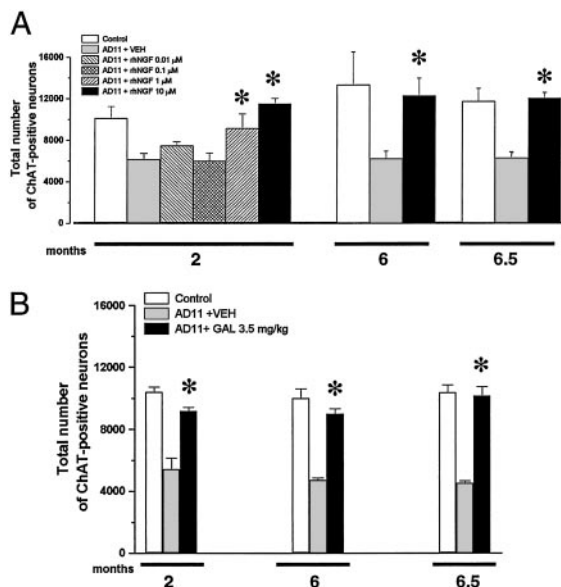 A
Control
AD11 + VEH
AD11 + rhNGF 0.01 μM
AD11 + rhNGF 0.1 μM
AD11 + rhNGF 1 μM
AD11 + rhNGF 10 μM
Total number
of ChAT-positive neurons
16000
12000
8000
4000
0
* * * *
months
2 6 6.5
B
Control
AD11 +VEH
AD11+ GAL 3.5 mg/kg
Total number
of ChAT-positive neurons
16000
12000
8000
4000
0
* * *
months
2 6 6.5